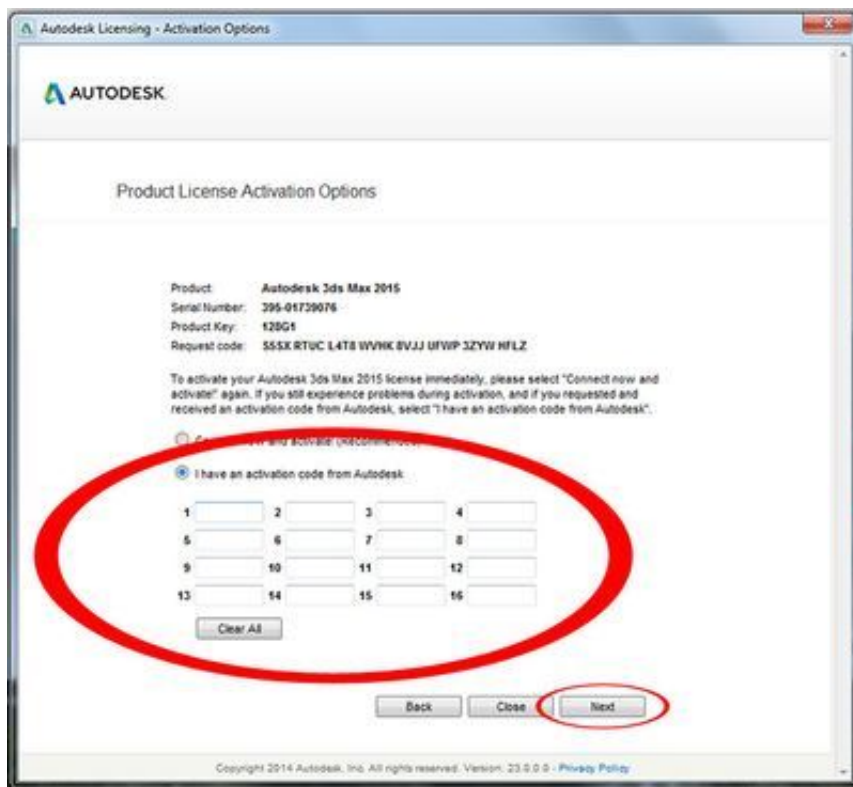 Autodesk Licensing - Activation Options
AUTODESK
Product License Activation Options
Product: Autodesk 3ds Max 2015
Serial Number: 395-01739076
Product Key: 128G1
Request code: S5SX RTUC L4T8 WVHK 8VJJ UFWP 3ZYW HFLZ
To activate your Autodesk 3ds Max 2015 license immediately, please select "Connect now and
activate!" again. If you still experience problems during activation, and if you requested and
received an activation code from Autodesk, select "I have an activation code from Autodesk".
and activate! (Recommended)
I have an activation code from Autodesk
1 2 3 4
5 6 7 8
9 10 11 12
13 14 15 16
Clear All
Back Close Next
Copyright 2014 Autodesk, Inc. All rights reserved. Version: 23.0.0.0 - Privacy Policy